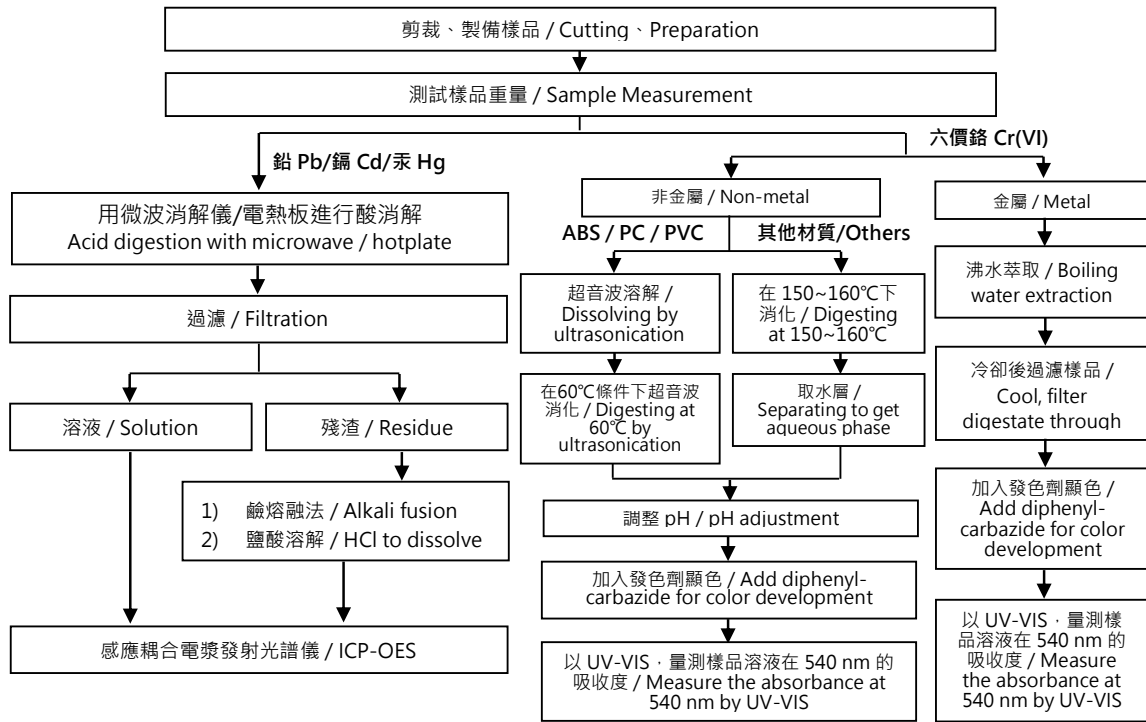 剪裁、製備樣品 / Cutting、Preparation
測試樣品重量 / Sample Measurement
鉛 Pb/鎘 Cd/汞 Hg
六價鉻 Cr(VI)
用微波消解儀/電熱板進行酸消解
Acid digestion with microwave / hotplate
過濾 / Filtration
溶液 / Solution
殘渣 / Residue
1) 鹼熔融法 / Alkali fusion
2) 鹽酸溶解 / HCl to dissolve
感應耦合電漿發射光譜儀 / ICP-OES
非金屬 / Non-metal
ABS / PC / PVC
其他材質/Others
超音波溶解 /
Dissolving by
ultrasonication
在 150~160℃下
消化 / Digesting
at 150~160℃
在60℃條件下超音波
消化 / Digesting at
60℃ by
ultrasonication
取水層 /
Separating to get
aqueous phase
調整 pH / pH adjustment
加入發色劑顯色 / Add diphenyl-
carbazide for color development
以 UV-VIS，量測樣品溶液在 540 nm 的
吸收度 / Measure the absorbance at
540 nm by UV-VIS
金屬 / Metal
沸水萃取 / Boiling
water extraction
冷卻後過濾樣品 /
Cool, filter
digestate through
加入發色劑顯色 /
Add diphenyl-
carbazide for color
development
以 UV-VIS，量測樣
品溶液在 540 nm 的
吸收度 / Measure
the absorbance at
540 nm by UV-VIS